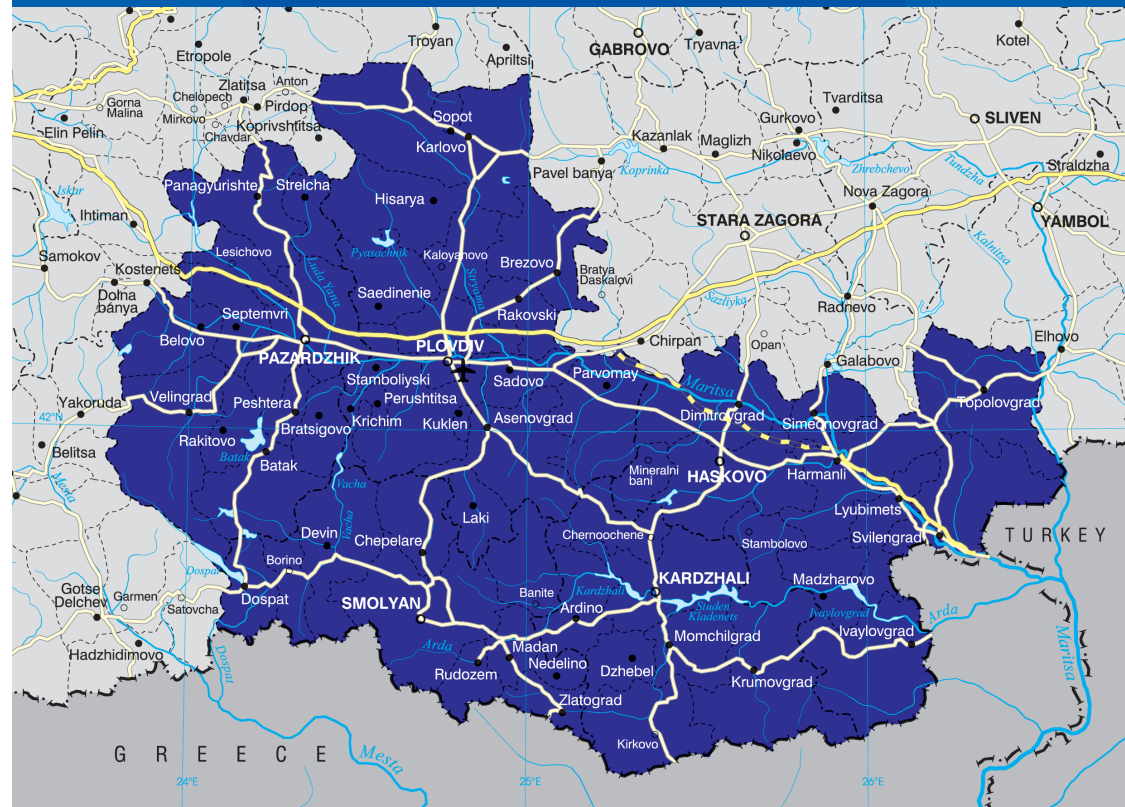 Troyan
GABROVO
Tryavna
Kotel
Etropole
Apriltsi
Anton
Zlatitsa
Chelopech
Gorna
Malina
Pirdop
Mirkovo
Elin Pelin
Chavdar
Koprivshtitsa
Sopot
Karlovo
Tvarditsa
Gurkovo
SLIVEN
Kazanlak
Maglizh
Nikolaevo
Pavel banya
Koprinka
Zhrebchevo
Tundzha
Straldzha
Iskur
Panagyurishte
Strelcha
Hisarya
Nova Zagora
Ihtiman
STARA ZAGORA
YAMBOL
Samokov
Lesichovo
Pyasachnik
Kaloyanovo
Kalnitsa
Kostenets
Luda Yana
Stryama
Brezovo
Bratya
Daskalovi
Dolna
banya
Saedinenie
Sazliyka
Radnevo
Septemvri
Rakovski
Belovo
PLOVDIV
Chirpan
Opan
Elhovo
PAZARDZHIK
Galabovo
Stamboliyski
Sadovo
Parvomay
Maritsa
Velingrad
Peshtera
Perushtitsa
Topolovgrad
Yakoruda
42°N
Krichim
Kuklen
Asenovgrad
Dimitrovgrad
Simeonovgrad
Rakitovo
Bratsigovo
Belitsa
Batak
Batak
Mineralni
bani
HASKOVO
Harmanli
Mesta
Vacha
Laki
Lyubimets
Vacha
Devin
Chepelare
Chernoochene
Stambolovo
Svilengrad
TURKEY
Borino
Dospat
KARDZHALI
Madzharovo
Gotse
Delchev
Garmen
Satovcha
Dospat
SMOLYAN
Banite
Kardzhali
Ardino
Studen
Kladenets
Ivaylovgrad
Arda
Hadzhidimovo
Dospat
Arda
Madan
Momchilgrad
Ivaylovgrad
Maritsa
Rudozem
Nedelino
Dzhebel
Krumovgrad
Zlatograd
Kirkovo
GREECE
Mesta
24°E
25°E
26°E